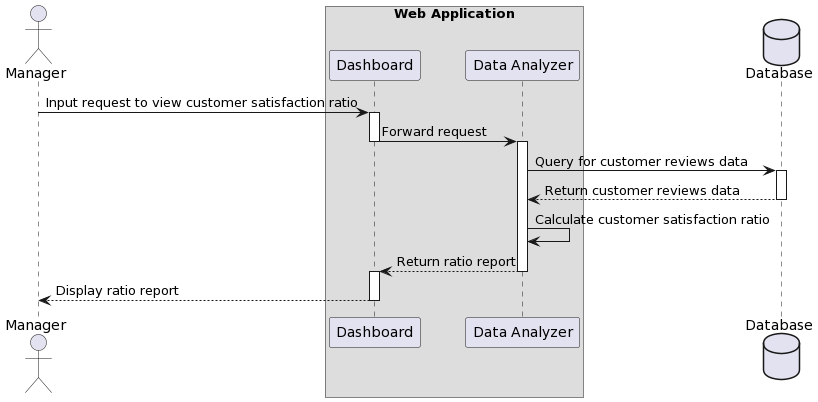 Web Application
Manager
Dashboard
Data Analyzer
Database
Input request to view customer satisfaction ratio
Forward request
Query for customer reviews data
Return customer reviews data
Calculate customer satisfaction ratio
Return ratio report
Display ratio report
Manager
Dashboard
Data Analyzer
Database